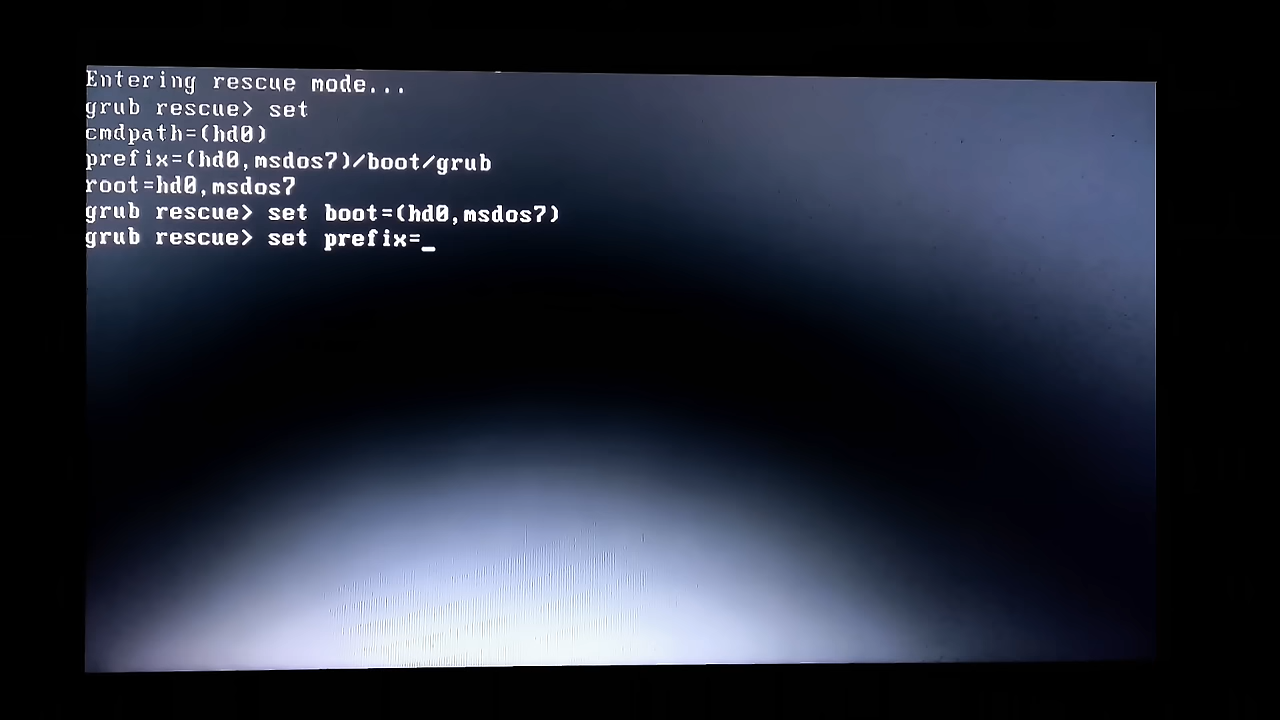 Entering rescue mode...
grub rescue> set
cmdpath=(hd0)
prefix=(hd0,msdos7)/boot/grub
root=hd0,msdos7
grub rescue> set boot=(hd0,msdos7)
grub rescue> set prefix=_